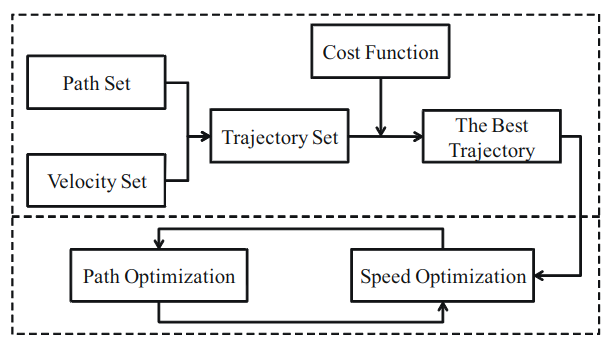 Cost Function
Path Set
Trajectory Set
The Best
Trajectory
Velocity Set
Path Optimization
Speed Optimization